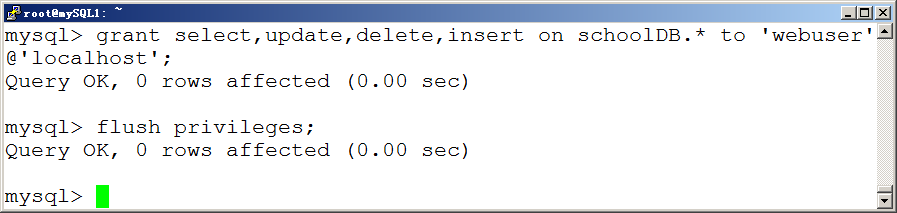 root@mySQL1: ~
mysql> grant select,update,delete,insert on schoolDB.* to 'webuser'
@'localhost';
Query OK, 0 rows affected (0.00 sec)
mysql> flush privileges;
Query OK, 0 rows affected (0.00 sec)
mysql>